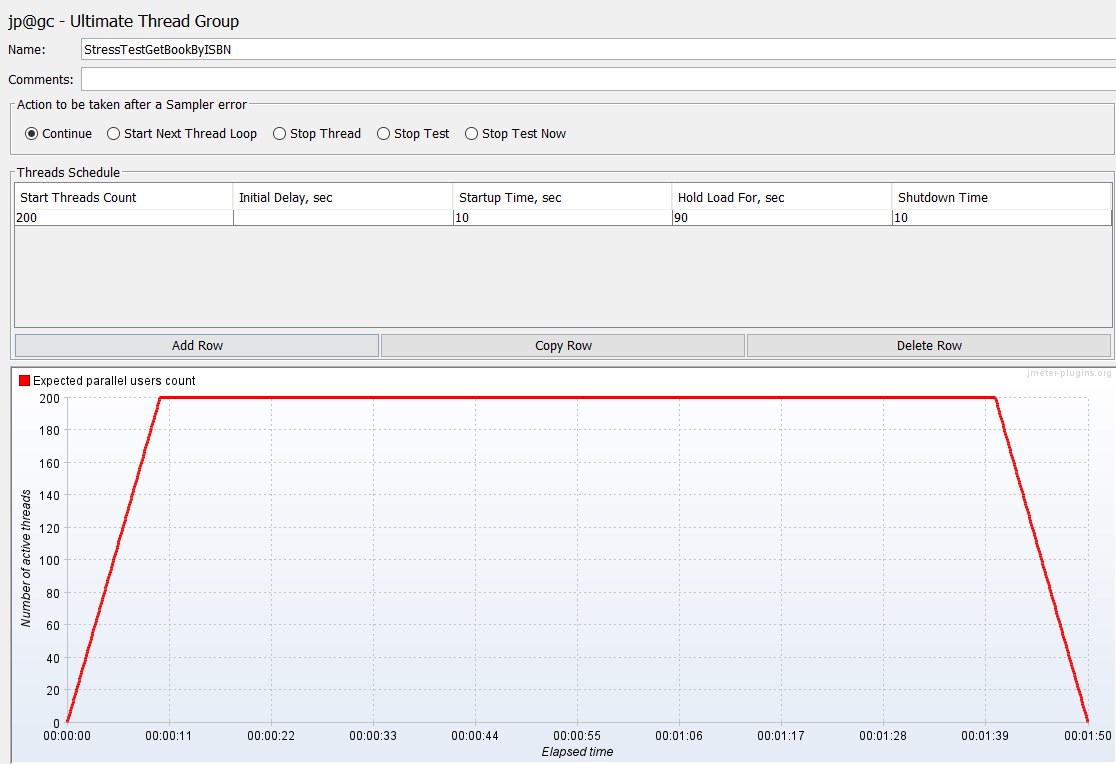 jp@gc - Ultimate Thread Group
Name: StressTestGetBookByISBN
Comments:
Action to be taken after a Sampler error
Continue Start Next Thread Loop Stop Thread Stop Test Stop Test Now
Threads Schedule
Start Threads Count Initial Delay, sec Startup Time, sec Hold Load For, sec Shutdown Time
200 10 90 10
Add Row Copy Row Delete Row
jmeter-plugins.org
Expected parallel users count
200
180
160
140
120
100
80
60
40
20
0
Number of active threads
00:00:00 00:00:11 00:00:22 00:00:33 00:00:44 00:00:55 00:01:06 00:01:17 00:01:28 00:01:39 00:01:50
Elapsed time